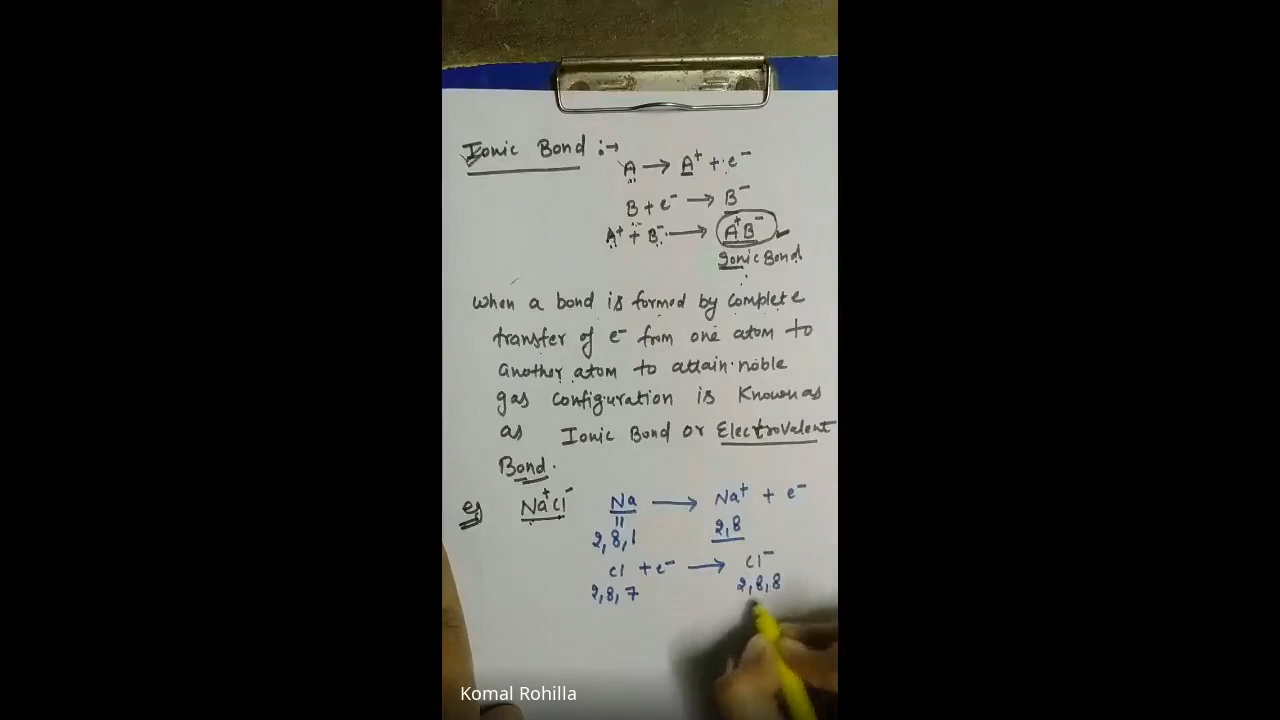 Ionic Bond :→
A → A⁺ + e⁻
B + e⁻ → B⁻
A⁺ + B⁻ → A⁺B⁻
Ionic Bond
When a bond is formed by complete
transfer of e⁻ from one atom to
another atom to attain noble
gas configuration is Known as
as Ionic Bond or Electrovalent
Bond.
eg Na⁺Cl⁻ Na → Na⁺ + e⁻
2,8,1 2,8
Cl + e⁻ → Cl⁻
2,8,7 2,8,8
Komal Rohilla